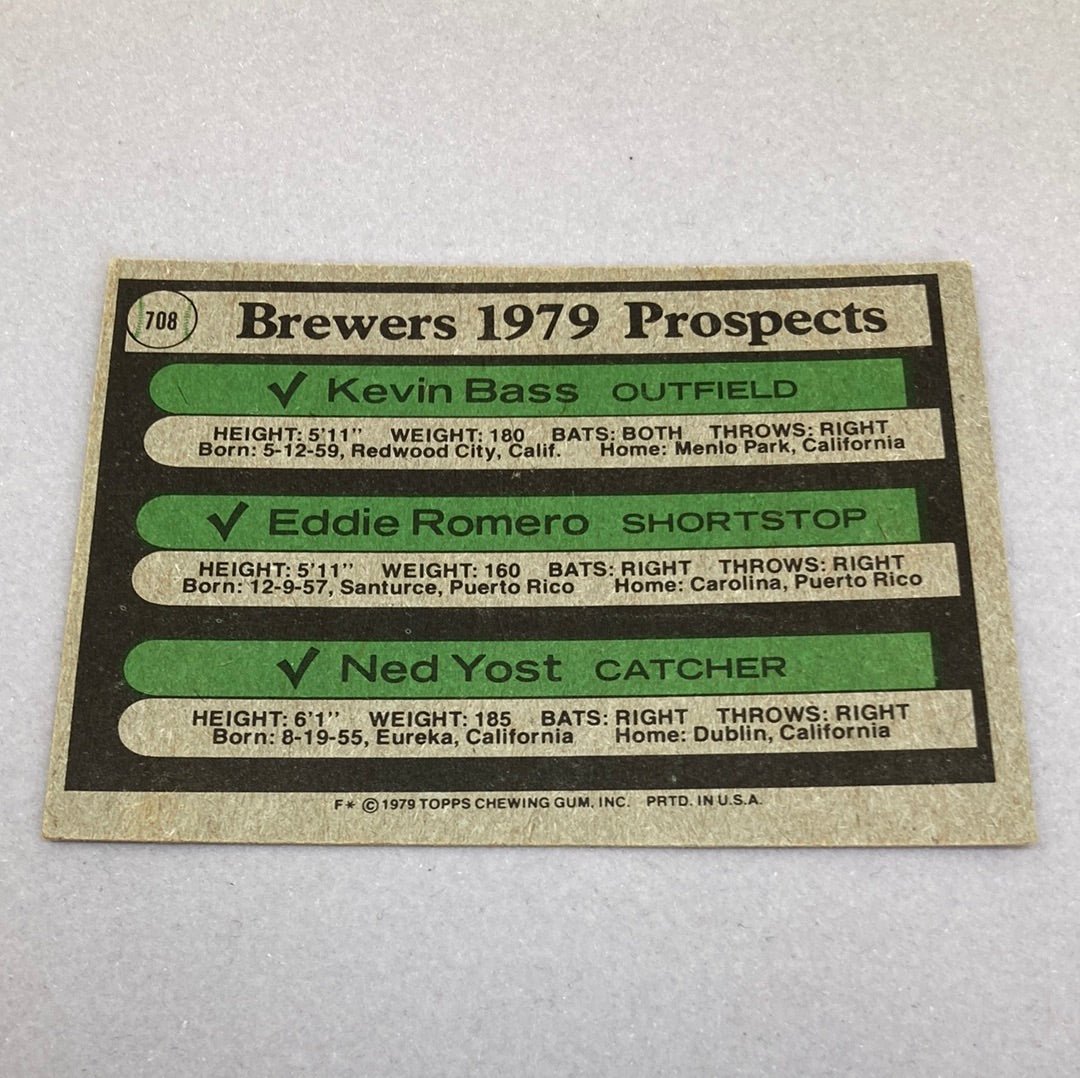 708 Brewers 1979 Prospects
✓ Kevin Bass OUTFIELD
HEIGHT: 5'11" WEIGHT: 180 BATS: BOTH THROWS: RIGHT
Born: 5-12-59, Redwood City, Calif. Home: Menlo Park, California
✓ Eddie Romero SHORTSTOP
HEIGHT: 5'11" WEIGHT: 160 BATS: RIGHT THROWS: RIGHT
Born: 12-9-57, Santurce, Puerto Rico Home: Carolina, Puerto Rico
✓ Ned Yost CATCHER
HEIGHT: 6'1" WEIGHT: 185 BATS: RIGHT THROWS: RIGHT
Born: 8-19-55, Eureka, California Home: Dublin, California
F* © 1979 TOPPS CHEWING GUM, INC. PRTD. IN U.S.A.